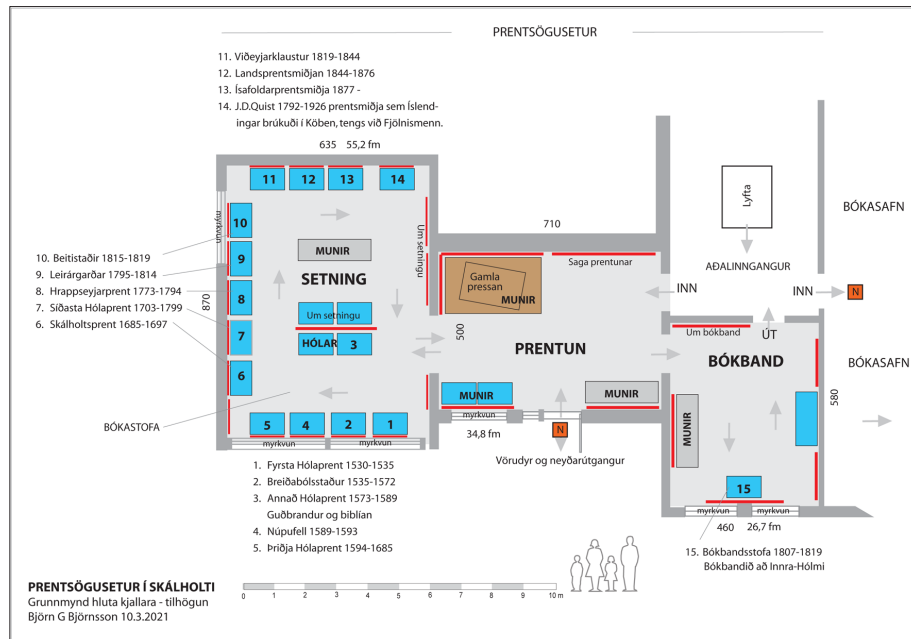 PRENTSÖGUSETUR
11. Viðeyjarklaustur 1819-1844
12. Landsprentsmiðjan 1844-1876
13. Ísafoldarprentsmiðja 1877 -
14. J.D.Quist 1792-1926 prentsmiðja sem Íslend-
ingar brúkuði í Köben, tengs við Fjölnismenn.
635 55,2 fm
11
12
13
14
10
9
8
7
6
myrkvun
870
10. Beitistaðir 1815-1819
9. Leirárgarðar 1795-1814
8. Hrappseyjarprent 1773-1794
7. Síðasta Hólaprent 1703-1799
6. Skálholtsprent 1685-1697
BÓKASTOFA
MUNIR
SETNING
Um setningu
Um setningu
HÓLAR
3
5
4
2
1
myrkvun
myrkvun
1. Fyrsta Hólaprent 1530-1535
2. Breiðabólsstaður 1535-1572
3. Annað Hólaprent 1573-1589
Guðbrandur og biblían
4. Núpufell 1589-1593
5. Þriðja Hólaprent 1594-1685
710
Saga prentunar
Gamla
pressan
MUNIR
500
PRENTUN
MUNIR
MUNIR
myrkvun
34,8 fm
N
Vörudyr og neyðarútgangur
Lyfta
AÐALINNGANGUR
INN
INN
N
BÓKASAFN
BÓKASAFN
ÚT
Um bókband
BÓKBAND
580
MUNIR
15
myrkvun
myrkvun
460 26,7 fm
15. Bókbandsstofa 1807-1819
Bókbandið að Innra-Hólmi
PRENTSÖGUSETUR Í SKÁLHOLTI
Grunnmynd hluta kjallara - tilhögun
Björn G Björnsson 10.3.2021
0 1 2 3 4 5 6 7 8 9 10 m